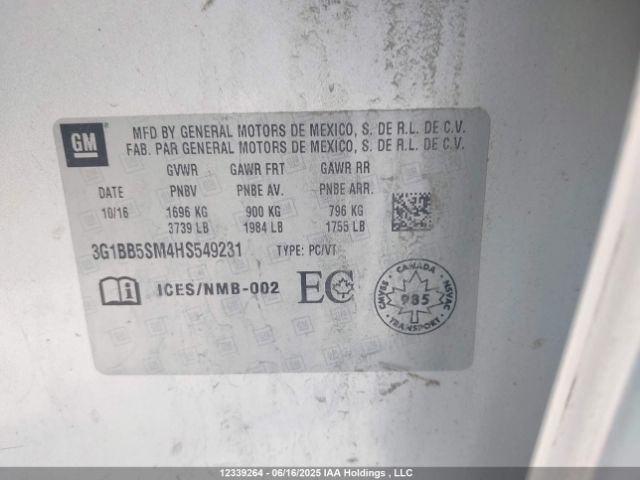 GM
MFD BY GENERAL MOTORS DE MEXICO, S. DE R.L. DE C.V.
FAB. PAR GENERAL MOTORS DE MEXICO, S. DE R.L. DE C.V.
GVWR GAWR FRT GAWR RR
DATE PNBV PNBE AV. PNBE ARR.
10/16 1696 KG 900 KG 796 KG
3739 LB 1984 LB 1755 LB
3G1BB5SM4HS549231 TYPE: PC/VT
ICES/NMB-002 EC
CANADA
CMVSS 985 NSVAC
TRANSPORT
12339264 - 06/16/2025 IAA Holdings , LLC